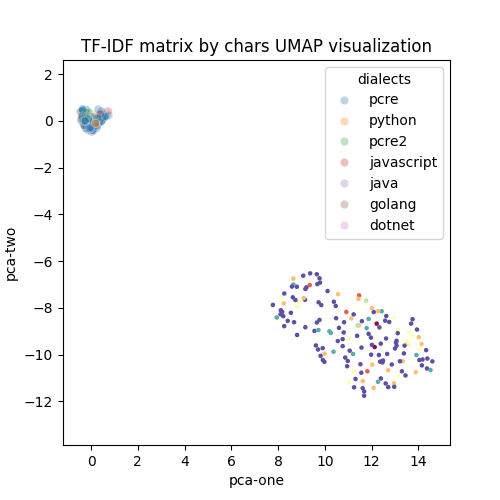 TF-IDF matrix by chars UMAP visualization
dialects
pcre
python
pcre2
javascript
java
golang
dotnet
2
0
−2
−4
−6
−8
−10
−12
pca-two
0 2 4 6 8 10 12 14
pca-one